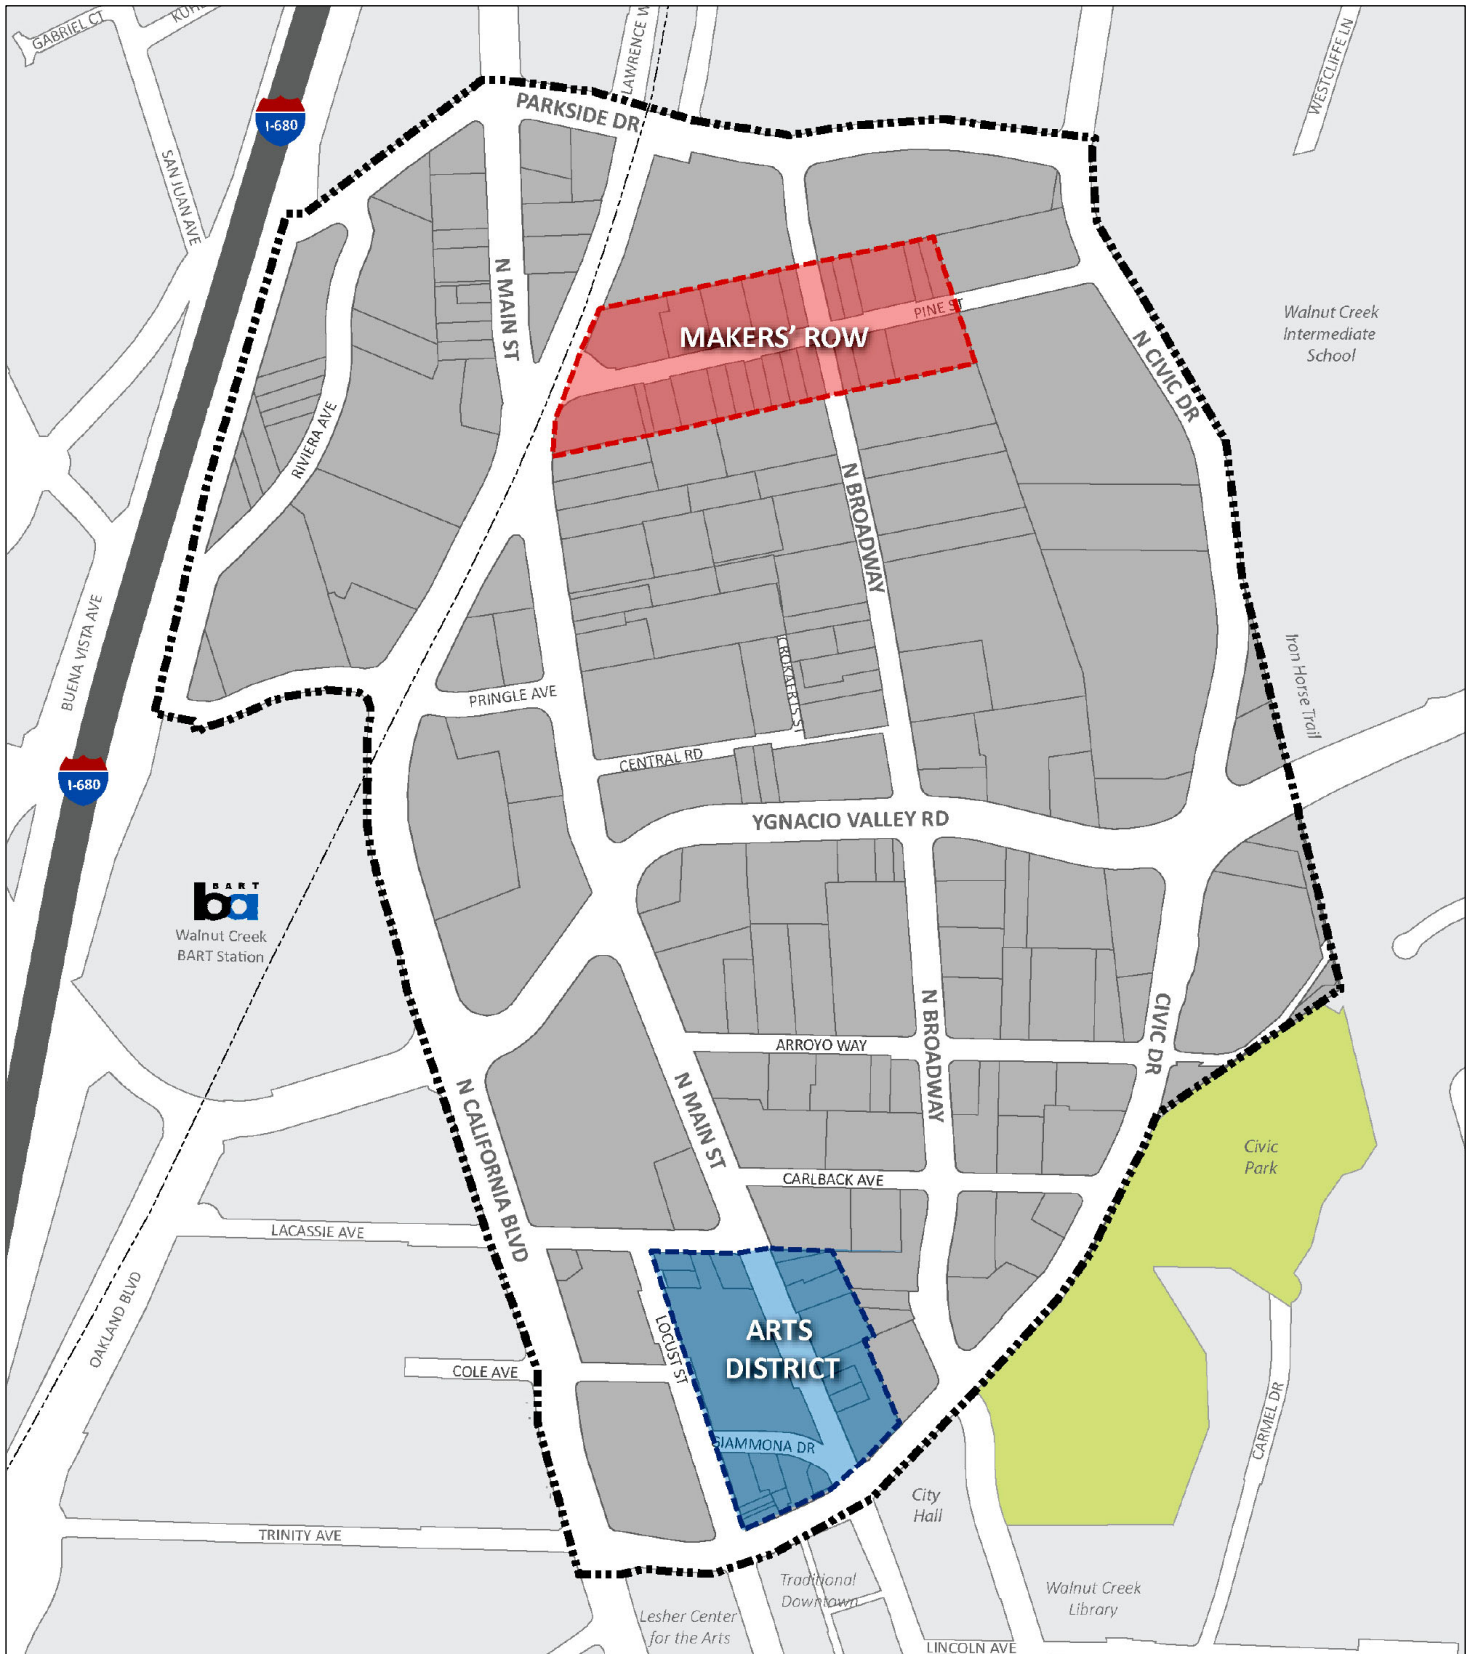 GABRIEL CT
LAWRENCE W
WESTCLIFFE LN
PARKSIDE DR
I-680
SAN JUAN AVE
N MAIN ST
PINE ST
MAKERS' ROW
Walnut Creek
Intermediate
School
N CIVIC DR
RIVIERA AVE
N BROADWAY
BUENA VISTA AVE
Iron Horse Trail
CROKAERTS ST
PRINGLE AVE
CENTRAL RD
I-680
YGNACIO VALLEY RD
BART
ba
Walnut Creek
BART Station
N BROADWAY
CIVIC DR
ARROYO WAY
N MAIN ST
N CALIFORNIA BLVD
Civic
Park
CARLBACK AVE
LACASSIE AVE
OAKLAND BLVD
ARTS
DISTRICT
LOCUST ST
COLE AVE
CARMEL DR
GIAMMONA DR
City
Hall
TRINITY AVE
Traditional
Downtown
Walnut Creek
Library
Lesher Center
for the Arts
LINCOLN AVE